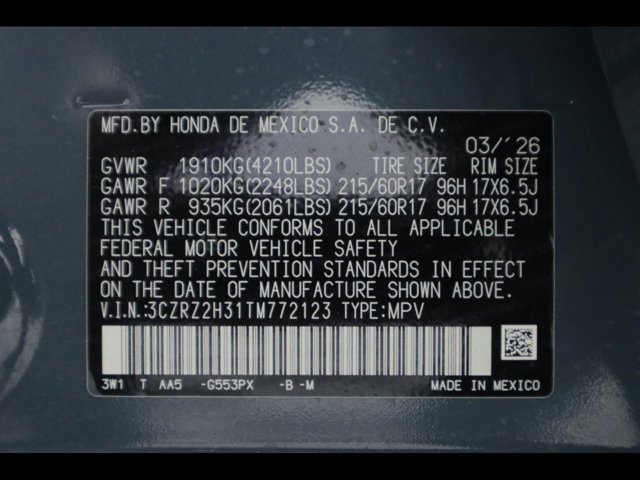 MFD.BY HONDA DE MEXICO S.A. DE C.V.
03/'26
GVWR 1910KG(4210LBS) TIRE SIZE RIM SIZE
GAWR F 1020KG(2248LBS) 215/60R17 96H 17X6.5J
GAWR R 935KG(2061LBS) 215/60R17 96H 17X6.5J
THIS VEHICLE CONFORMS TO ALL APPLICABLE
FEDERAL MOTOR VEHICLE SAFETY
AND THEFT PREVENTION STANDARDS IN EFFECT
ON THE DATE OF MANUFACTURE SHOWN ABOVE.
V.I.N.:3CZRZ2H31TM772123 TYPE:MPV
3W1 T AA5 -G553PX -B -M MADE IN MEXICO